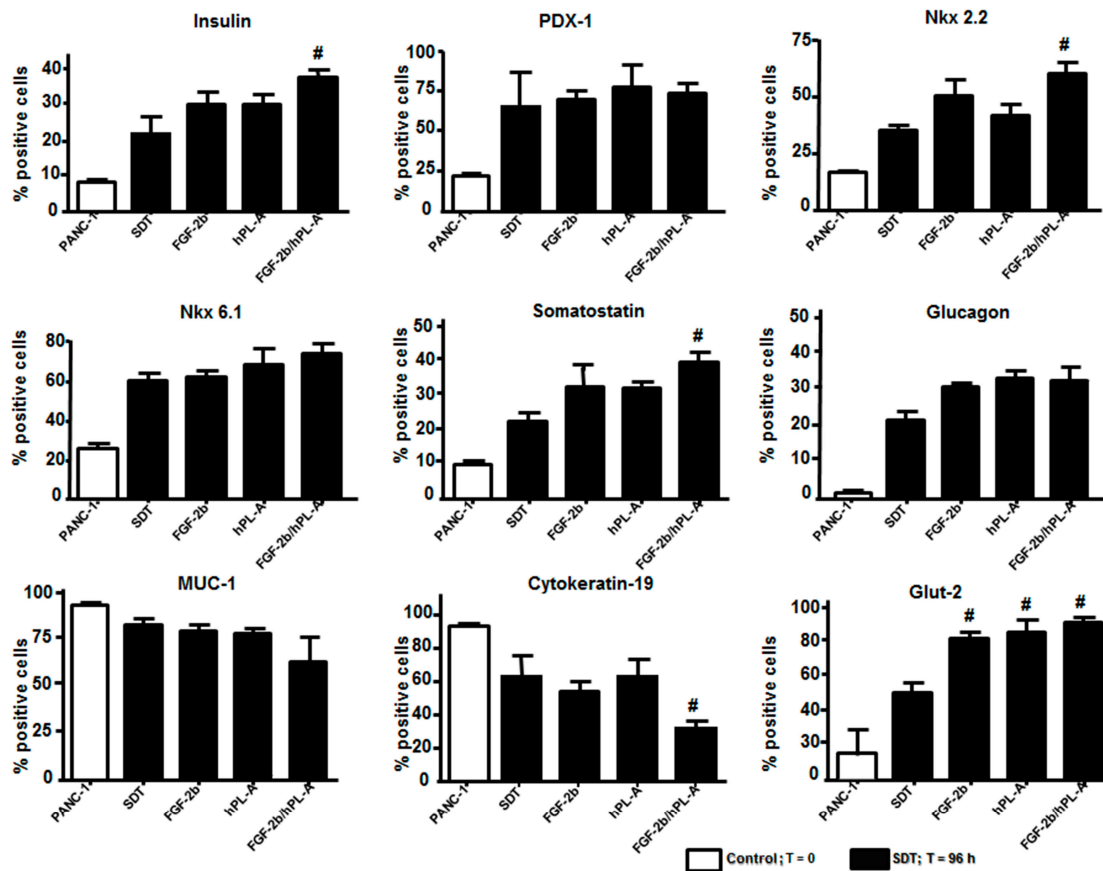 Insulin
% positive cells
40
30
20
10
0
PANC-1
SDT
FGF-2b
hPL-A
FGF-2b/hPL-A
#
PDX-1
% positive cells
100
75
50
25
0
PANC-1
SDT
FGF-2b
hPL-A
FGF-2b/hPL-A
Nkx 2.2
% positive cells
75
50
25
0
PANC-1
SDT
FGF-2b
hPL-A
FGF-2b/hPL-A
#
Nkx 6.1
% positive cells
80
60
40
20
0
PANC-1
SDT
FGF-2b
hPL-A
FGF-2b/hPL-A
Somatostatin
% positive cells
50
40
30
20
10
0
PANC-1
SDT
FGF-2b
hPL-A
FGF-2b/hPL-A
#
Glucagon
% positive cells
50
40
30
20
10
0
PANC-1
SDT
FGF-2b
hPL-A
FGF-2b/hPL-A
MUC-1
% positive cells
100
75
50
25
0
PANC-1
SDT
FGF-2b
hPL-A
FGF-2b/hPL-A
Cytokeratin-19
% positive cells
100
80
60
40
20
0
PANC-1
SDT
FGF-2b
hPL-A
FGF-2b/hPL-A
#
Glut-2
% positive cells
100
80
60
40
30
0
PANC-1
SDT
FGF-2b
hPL-A
FGF-2b/hPL-A
# # #
Control; T = 0 SDT; T = 96 h